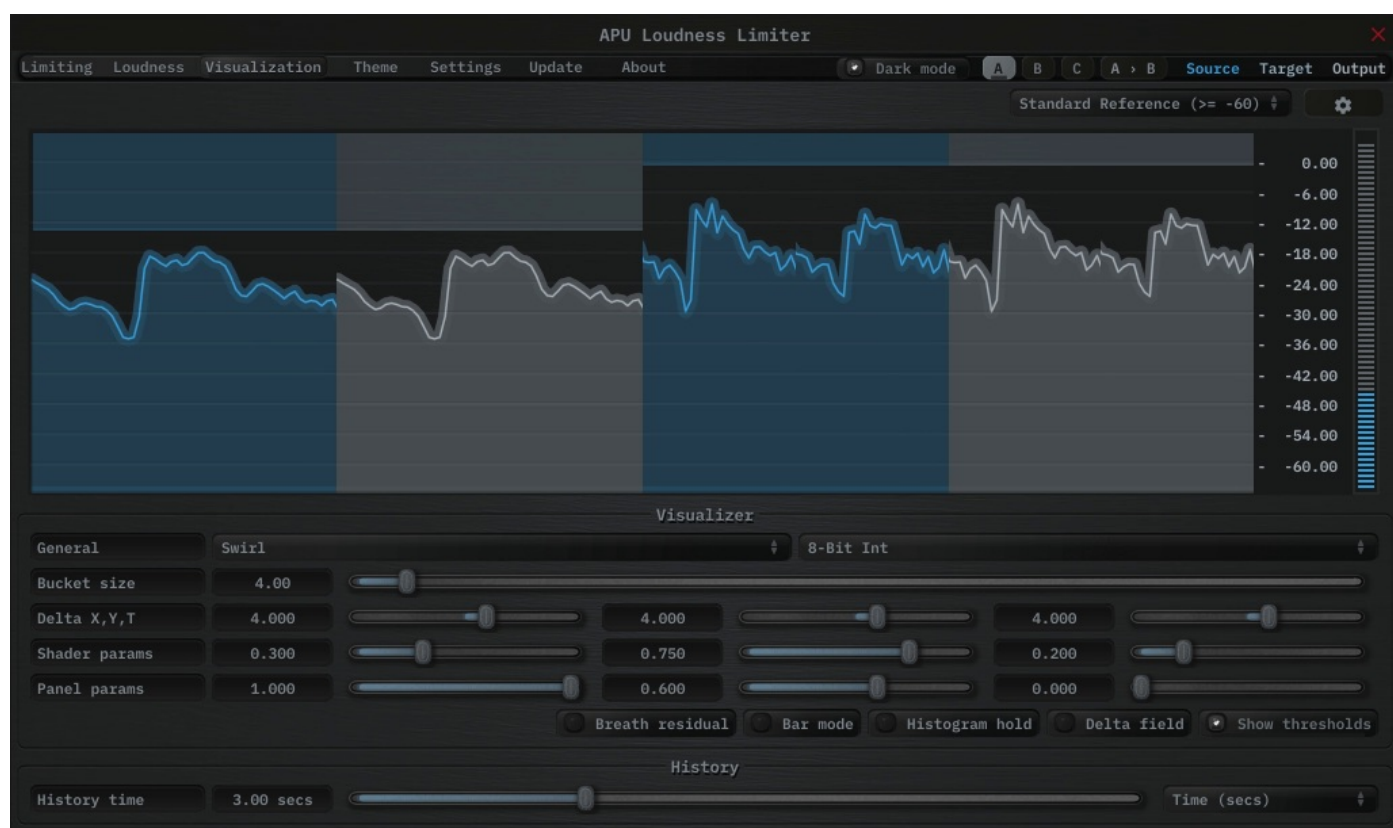 APU Loudness Limiter
Limiting Loudness Visualization Theme Settings Update About Dark mode A B C A › B Source Target Output
Standard Reference (>= -60)
- 0.00
- -6.00
- -12.00
- -18.00
- -24.00
- -30.00
- -36.00
- -42.00
- -48.00
- -54.00
- -60.00
Visualizer
General Swirl 8-Bit Int
Bucket size 4.00
Delta X,Y,T 4.000 4.000 4.000
Shader params 0.300 0.750 0.200
Panel params 1.000 0.600 0.000
Breath residual Bar mode Histogram hold Delta field Show thresholds
History
History time 3.00 secs Time (secs)